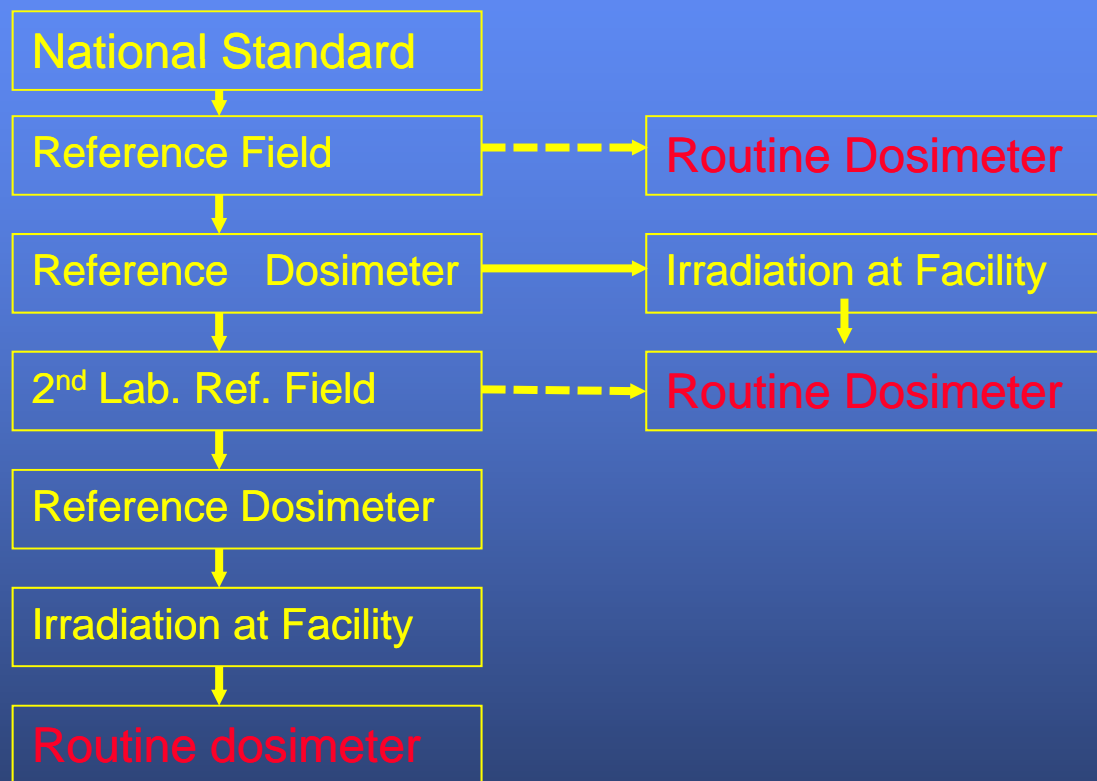 National Standard
Reference Field
Routine Dosimeter
Reference Dosimeter
Irradiation at Facility
2nd Lab. Ref. Field
Routine Dosimeter
Reference Dosimeter
Irradiation at Facility
Routine dosimeter